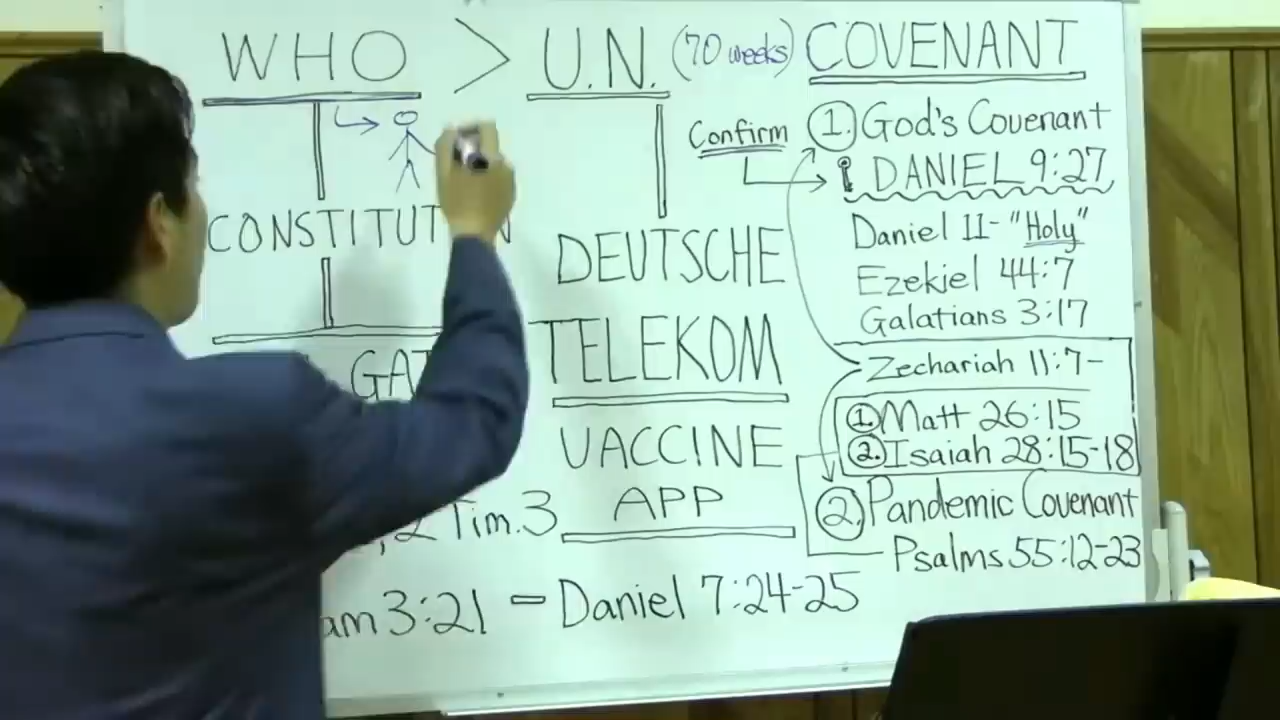 WHO > U.N. (70 weeks) COVENANT
Confirm
①. God's Covenant
DANIEL 9:27
Daniel 11-"Holy"
Ezekiel 44:7
Galatians 3:17
Zechariah 11:7-
①. Matt 26:15
②. Isaiah 28:15-18
②. Pandemic Covenant
Psalms 55:12-23
DEUTSCHE
TELEKOM
VACCINE
APP
2 Tim. 3
am 3:21 = Daniel 7:24-25